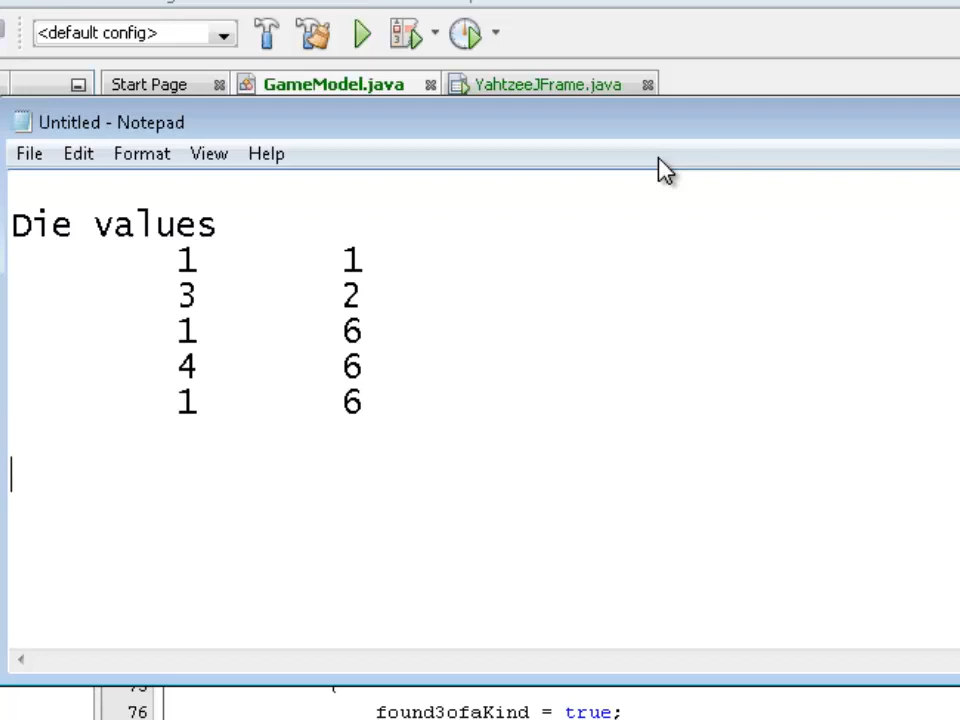 <default config>
Start Page GameModel.java YahtzeeJFrame.java
Untitled - Notepad
File Edit Format View Help
Die values
1 1
3 2
1 6
4 6
1 6
76 found3ofaKind = true;